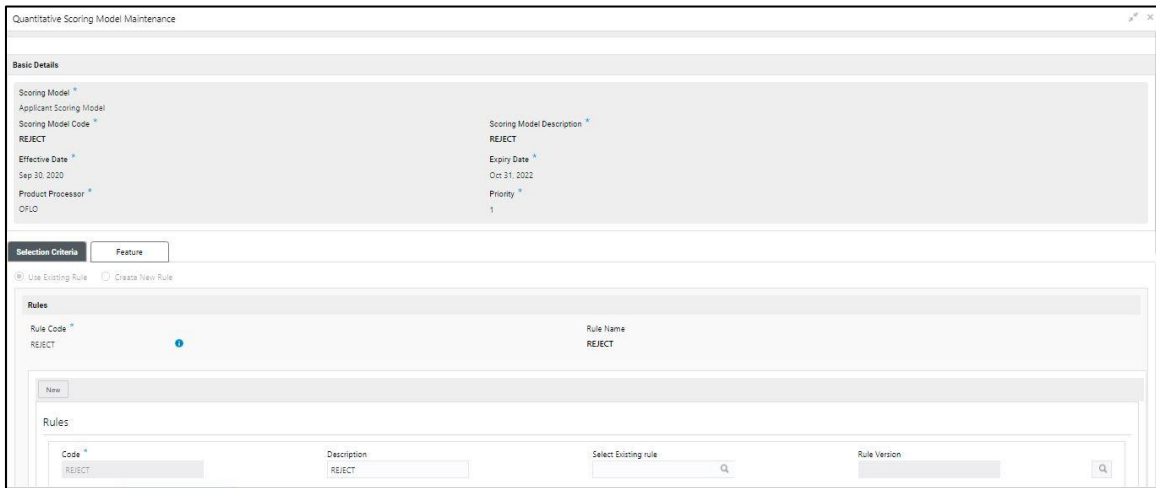 Quantitative Scoring Model Maintenance
Basic Details
Scoring Model *
Applicant Scoring Model
Scoring Model Code * Scoring Model Description *
REJECT REJECT
Effective Date * Expiry Date *
Sep 30, 2020 Oct 31, 2022
Product Processor * Priority *
OFLO 1
Selection Criteria Feature
Use Existing Rule Create New Rule
Rules
Rule Code * Rule Name
REJECT REJECT
New
Rules
Code * Description Select Existing rule Rule Version
REJECT REJECT